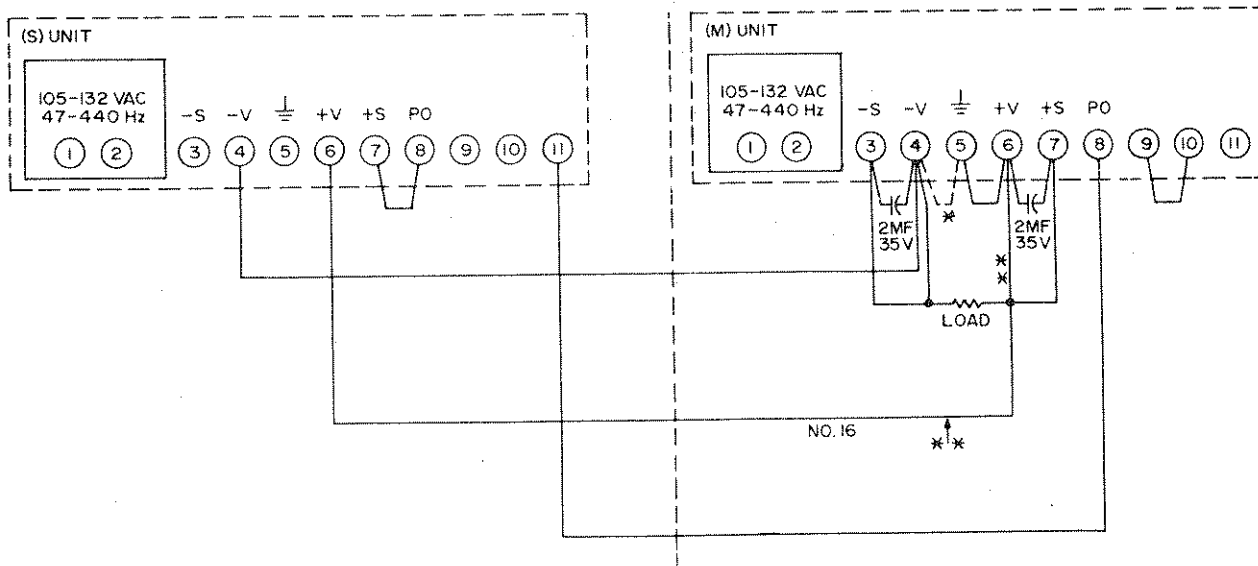 (S) UNIT
105-132 VAC
47-440 Hz
1 2
-S -V +V +S PO
3 4 5 6 7 8 9 10 11
(M) UNIT
105-132 VAC
47-440 Hz
1 2
-S -V +V +S PO
3 4 5 6 7 8 9 10 11
*
2MF
35V
2MF
35V
*
*
LOAD
NO. 16
* *